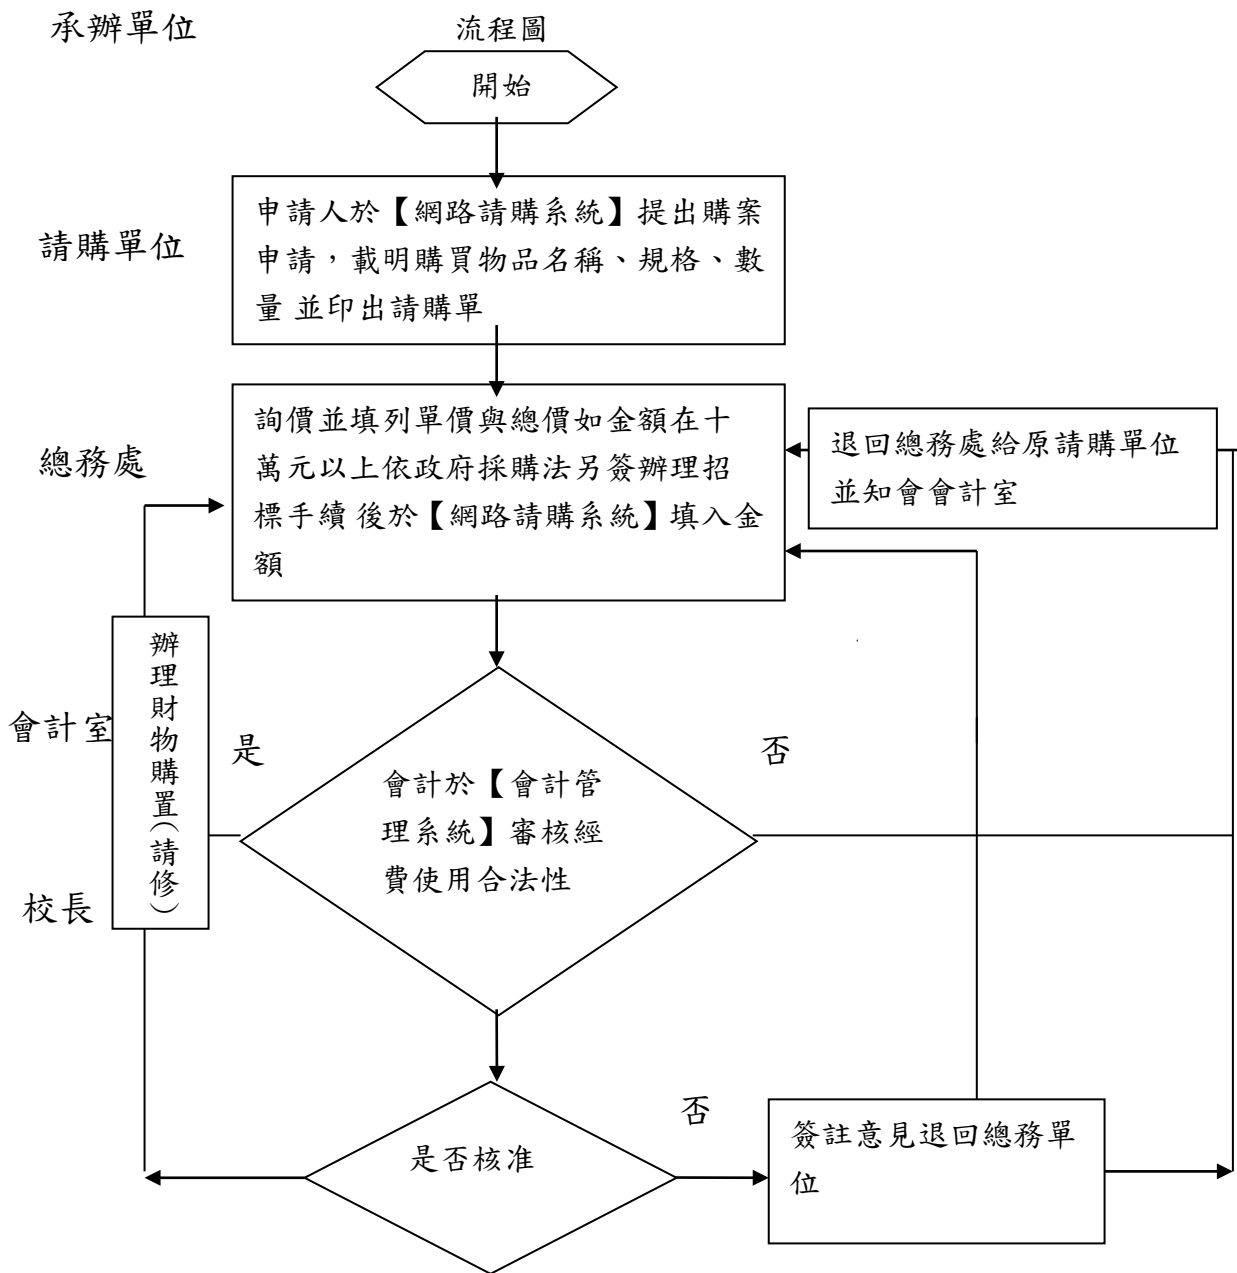 承辦單位
流程圖
開始
請購單位
申請人於【網路請購系統】提出購案
申請，載明購買物品名稱、規格、數
量 並印出請購單
總務處
詢價並填列單價與總價如金額在十
萬元以上依政府採購法另簽辦理招
標手續 後於【網路請購系統】填入金
額
退回總務處給原請購單位
並知會會計室
會計室
辦理財物購置(請修)
是
會計於【會計管
理系統】審核經
費使用合法性
否
校長
是否核准
否
簽註意見退回總務單
位